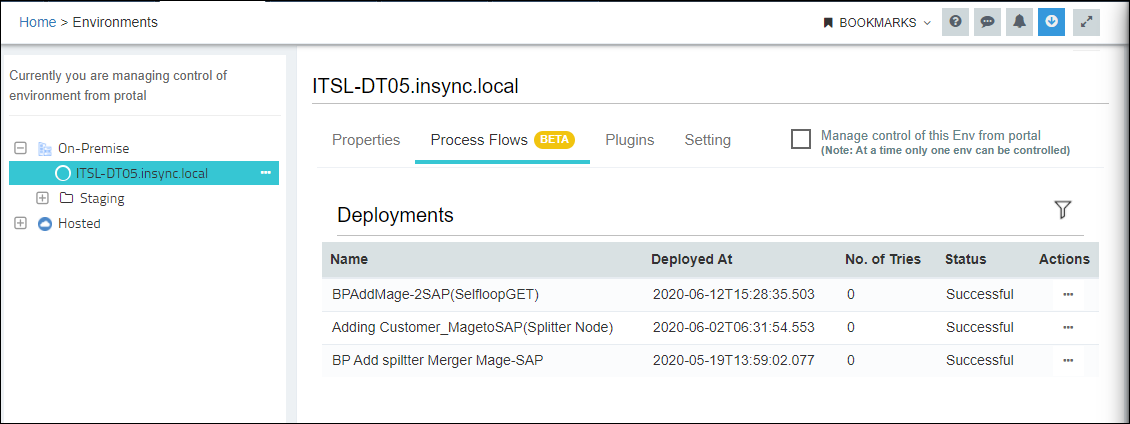 Home > Environments
BOOKMARKS
Currently you are managing control of
environment from protal
On-Premise
ITSL-DT05.insync.local
Staging
Hosted
ITSL-DT05.insync.local
Properties Process Flows BETA Plugins Setting
Manage control of this Env from portal
(Note: At a time only one env can be controlled)
Deployments
Name Deployed At No. of Tries Status Actions
BPAddMage-2SAP(SelfloopGET) 2020-06-12T15:28:35.503 0 Successful
Adding Customer_MagetoSAP(Splitter Node) 2020-06-02T06:31:54.553 0 Successful
BP Add spiltter Merger Mage-SAP 2020-05-19T13:59:02.077 0 Successful